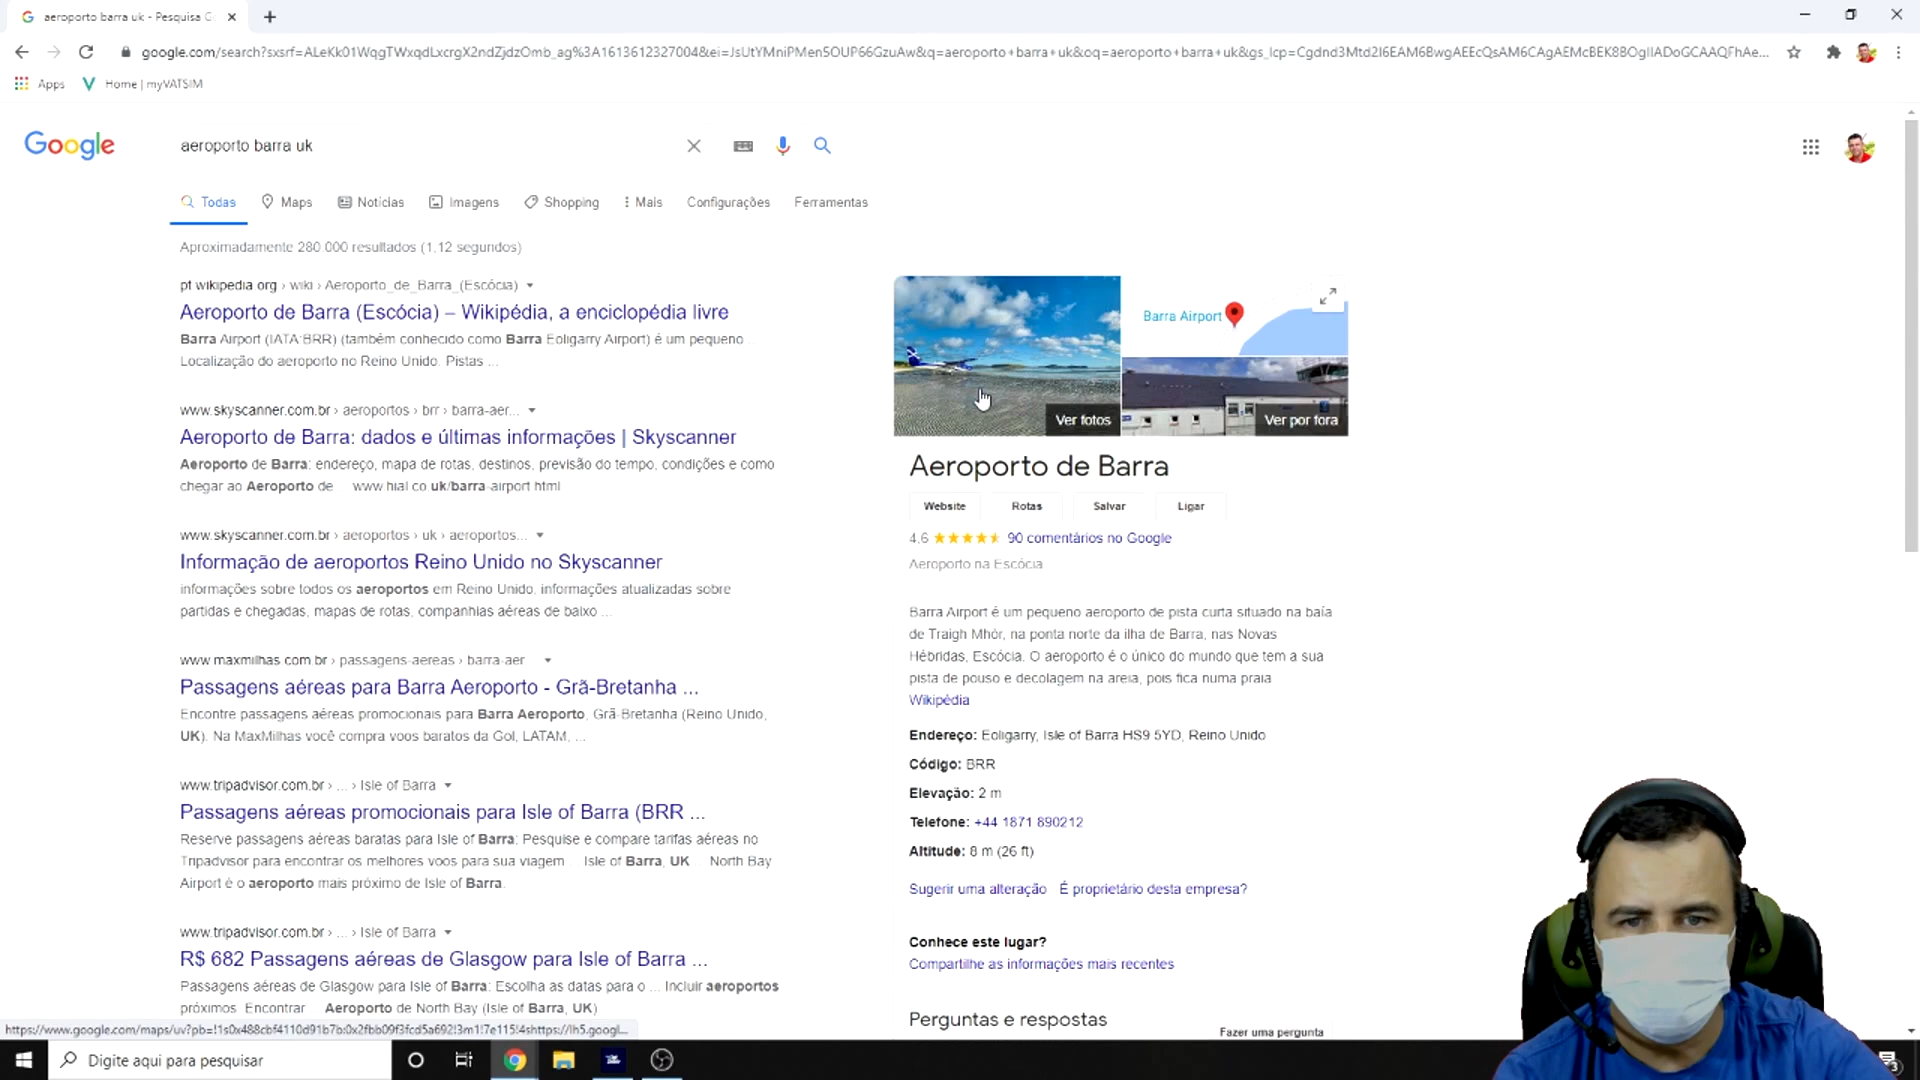 aeroporto barra uk - Pesquisa G
google.com/search?sxsrf=ALeKk01WqgTWxqdLxcrgX2ndZjdzOmb_ag%3A1613612327004&ei=JsUtYMniPMen5OUP66GzuAw&q=aeroporto+barra+uk&oq=aeroporto+barra+uk&gs_lcp=Cgdnd3Mtd2l6EAM6BwgAEEcQsAM6CAgAEMcBEK8BOgIIADoGCAAQFhAe...
Apps
Home | myVATSIM
Google
aeroporto barra uk
Todas
Maps
Notícias
Imagens
Shopping
Mais
Configurações
Ferramentas
Aproximadamente 280.000 resultados (1,12 segundos)
pt.wikipedia.org › wiki › Aeroporto_de_Barra_(Escócia)
Aeroporto de Barra (Escócia) – Wikipédia, a enciclopédia livre
Barra Airport (IATA:BRR) (também conhecido como Barra Eoligarry Airport) é um pequeno
Localização do aeroporto no Reino Unido. Pistas ...
www.skyscanner.com.br › aeroportos › brr › barra-aer...
Aeroporto de Barra: dados e últimas informações | Skyscanner
Aeroporto de Barra: endereço, mapa de rotas, destinos, previsão do tempo, condições e como
chegar ao Aeroporto de www.hial.co.uk/barra-airport.html
www.skyscanner.com.br › aeroportos › uk › aeroportos...
Informação de aeroportos Reino Unido no Skyscanner
informações sobre todos os aeroportos em Reino Unido, informações atualizadas sobre
partidas e chegadas, mapas de rotas, companhias aéreas de baixo ...
www.maxmilhas.com.br › passagens-aereas › barra-aer
Passagens aéreas para Barra Aeroporto - Grã-Bretanha ...
Encontre passagens aéreas promocionais para Barra Aeroporto, Grã-Bretanha (Reino Unido,
UK). Na MaxMilhas você compra voos baratos da Gol, LATAM, ...
www.tripadvisor.com.br › ... › Isle of Barra
Passagens aéreas promocionais para Isle of Barra (BRR ...
Reserve passagens aéreas baratas para Isle of Barra: Pesquise e compare tarifas aéreas no
Tripadvisor para encontrar os melhores voos para sua viagem Isle of Barra, UK North Bay
Airport é o aeroporto mais próximo de Isle of Barra.
www.tripadvisor.com.br › ... › Isle of Barra
R$ 682 Passagens aéreas de Glasgow para Isle of Barra ...
Passagens aéreas de Glasgow para Isle of Barra: Escolha as datas para o ... Incluir aeroportos
próximos. Encontrar Aeroporto de North Bay (Isle of Barra, UK)
Barra Airport
Ver fotos
Ver por fora
Aeroporto de Barra
Website
Rotas
Salvar
Ligar
4,6
90 comentários no Google
Aeroporto na Escócia
Barra Airport é um pequeno aeroporto de pista curta situado na baía
de Traigh Mhòr, na ponta norte da ilha de Barra, nas Novas
Hébridas, Escócia. O aeroporto é o único do mundo que tem a sua
pista de pouso e decolagem na areia, pois fica numa praia
Wikipédia
Endereço: Eoligarry, Isle of Barra HS9 5YD, Reino Unido
Código: BRR
Elevação: 2 m
Telefone: +44 1871 890212
Altitude: 8 m (26 ft)
Sugerir uma alteração É proprietário desta empresa?
Conhece este lugar?
Compartilhe as informações mais recentes
Perguntas e respostas
Fazer uma pergunta
https://www.google.com/maps/uv?pb=!1s0x488cbf4110d91b7b:0x2fbb09f3fcd5a692!3m1!7e115!4shttps://lh5.googl...
Digite aqui para pesquisar
3